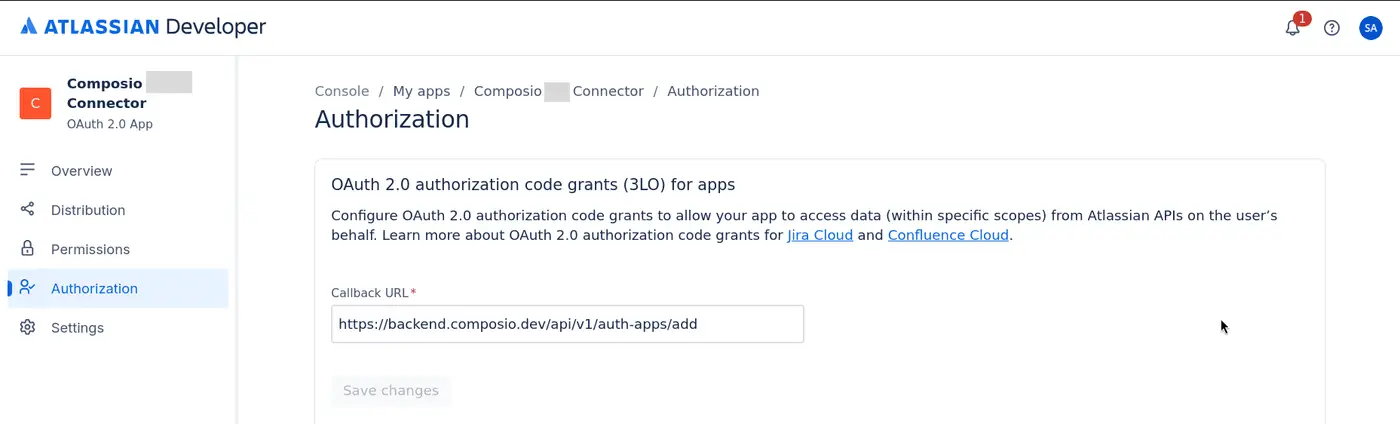 ATLASSIAN Developer
1
SA
C
Composio
Connector
OAuth 2.0 App
Overview
Distribution
Permissions
Authorization
Settings
Console / My apps / Composio Connector / Authorization
Authorization
OAuth 2.0 authorization code grants (3LO) for apps
Configure OAuth 2.0 authorization code grants to allow your app to access data (within specific scopes) from Atlassian APIs on the user’s
behalf. Learn more about OAuth 2.0 authorization code grants for Jira Cloud and Confluence Cloud.
Callback URL*
https://backend.composio.dev/api/v1/auth-apps/add
Save changes